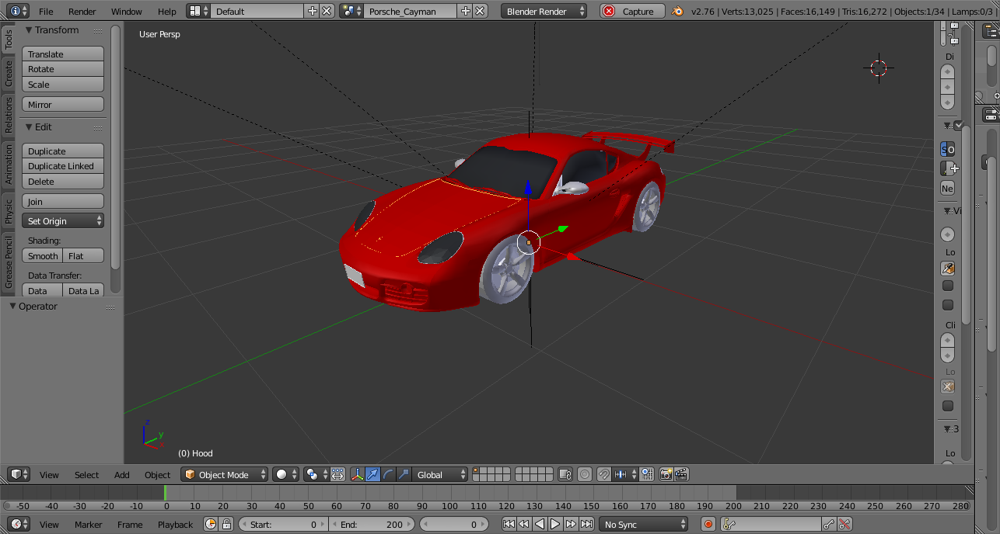 File Render Window Help Default Porsche_Cayman Blender Render Capture v2.76 | Verts:13,025 | Faces:16,149 | Tris:16,272 | Objects:1/34 | Lamps:0/3
Tools
Create
Relations
Animation
Physic
Grease Pencil
Transform
Translate
Rotate
Scale
Mirror
Edit
Duplicate
Duplicate Linked
Delete
Join
Set Origin
Shading:
Smooth Flat
Data Transfer:
Data Data La
Operator
User Persp
z
y
(0) Hood
Di
Ne
Vi
Lo
Cli
Lo
3
Lo
View Select Add Object Object Mode Global
-50 -40 -30 -20 -10 0 10 20 30 40 50 60 70 80 90 100 110 120 130 140 150 160 170 180 190 200 210 220 230 240 250 260 270 280
View Marker Frame Playback Start: 0 End: 200 0 No Sync